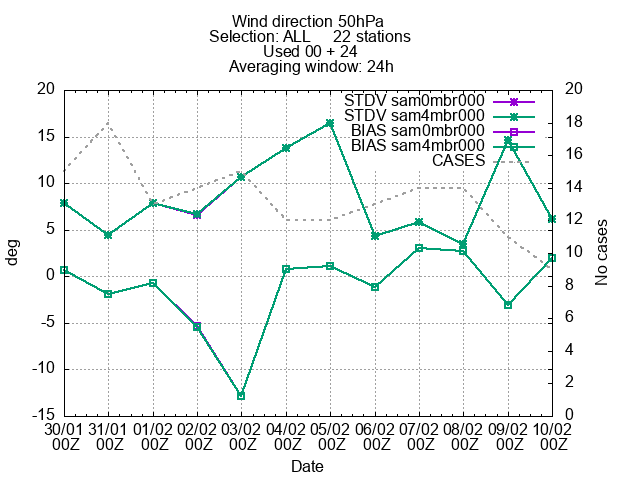 Wind direction 50hPa
Selection: ALL 22 stations
Used 00 + 24
Averaging window: 24h
STDV sam0mbr000
STDV sam4mbr000
BIAS sam0mbr000
BIAS sam4mbr000
CASES
20
15
10
5
0
-5
-10
-15
deg
20
18
16
14
12
10
8
6
4
2
0
No cases
30/01 31/01 01/02 02/02 03/02 04/02 05/02 06/02 07/02 08/02 09/02 10/02
00Z 00Z 00Z 00Z 00Z 00Z 00Z 00Z 00Z 00Z 00Z 00Z
Date